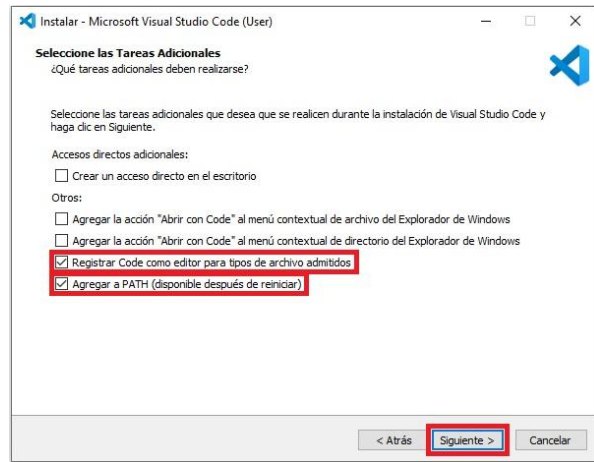 Instalar - Microsoft Visual Studio Code (User)
Seleccione las Tareas Adicionales
¿Qué tareas adicionales deben realizarse?
Seleccione las tareas adicionales que desea que se realicen durante la instalación de Visual Studio Code y
haga clic en Siguiente.
Accesos directos adicionales:
Crear un acceso directo en el escritorio
Otros:
Agregar la acción "Abrir con Code" al menú contextual de archivo del Explorador de Windows
Agregar la acción "Abrir con Code" al menú contextual de directorio del Explorador de Windows
Registrar Code como editor para tipos de archivo admitidos
Agregar a PATH (disponible después de reiniciar)
< Atrás Siguiente > Cancelar